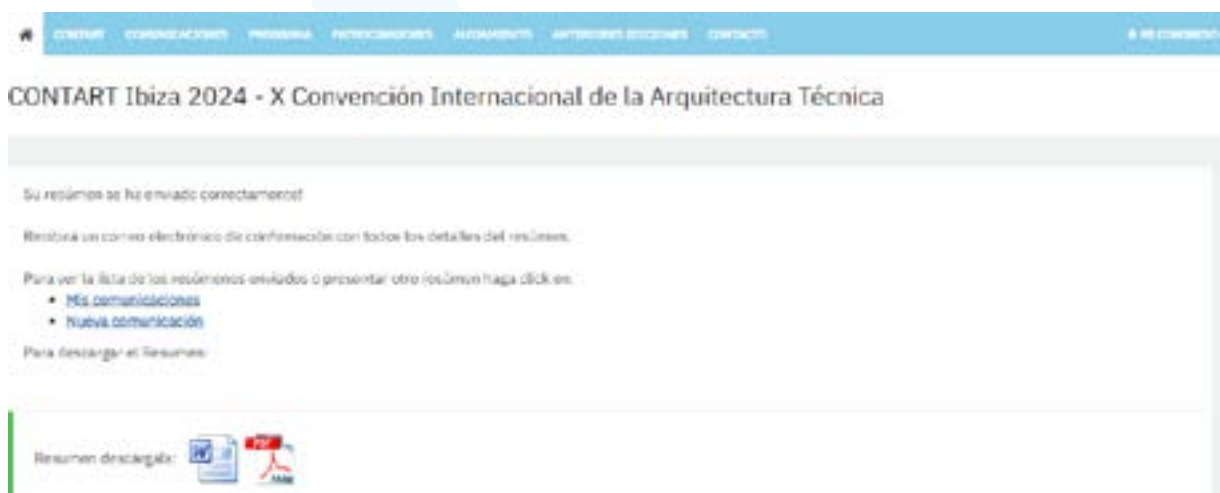 CONTART COMUNICACIONES PROGRAMA PATROCINADORES ALOJAMIENTO ANTERIORES EDICIONES CONTACTO
CONTART Ibiza 2024 - X Convención Internacional de la Arquitectura Técnica
Su resúmen se ha enviado correctamente!
Recibirá un correo electrónico de confirmación con todos los detalles del resúmen.
Para ver la lista de los resúmenes enviados o presentar otro resúmen haga click en:
Mis comunicaciones
Nueva comunicación
Para descargar el Resumen:
Resumen descargalo:
PDF